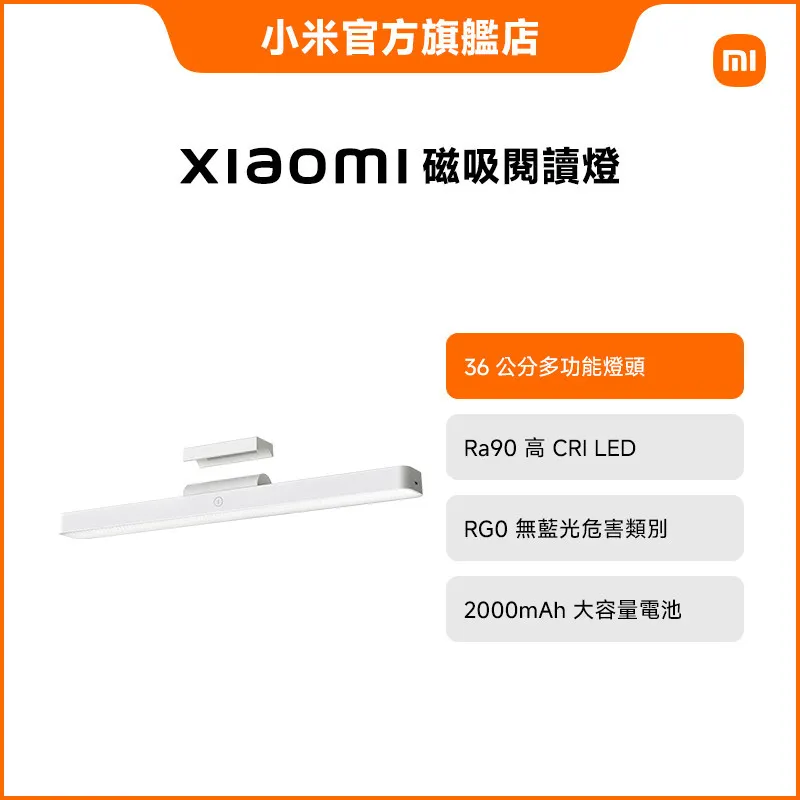 小米官方旗艦店
mi
xiaomi 磁吸閱讀燈
36 公分多功能燈頭
Ra90 高 CRI LED
RG0 無藍光危害類別
2000mAh 大容量電池